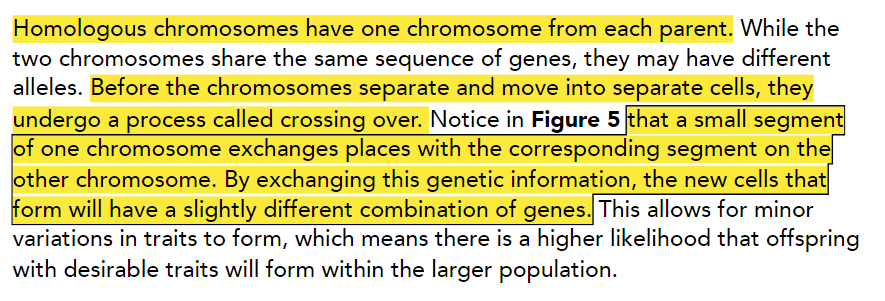 Homologous chromosomes have one chromosome from each parent. While the
two chromosomes share the same sequence of genes, they may have different
alleles. Before the chromosomes separate and move into separate cells, they
undergo a process called crossing over. Notice in Figure 5 that a small segment
of one chromosome exchanges places with the corresponding segment on the
other chromosome. By exchanging this genetic information, the new cells that
form will have a slightly different combination of genes. This allows for minor
variations in traits to form, which means there is a higher likelihood that offspring
with desirable traits will form within the larger population.